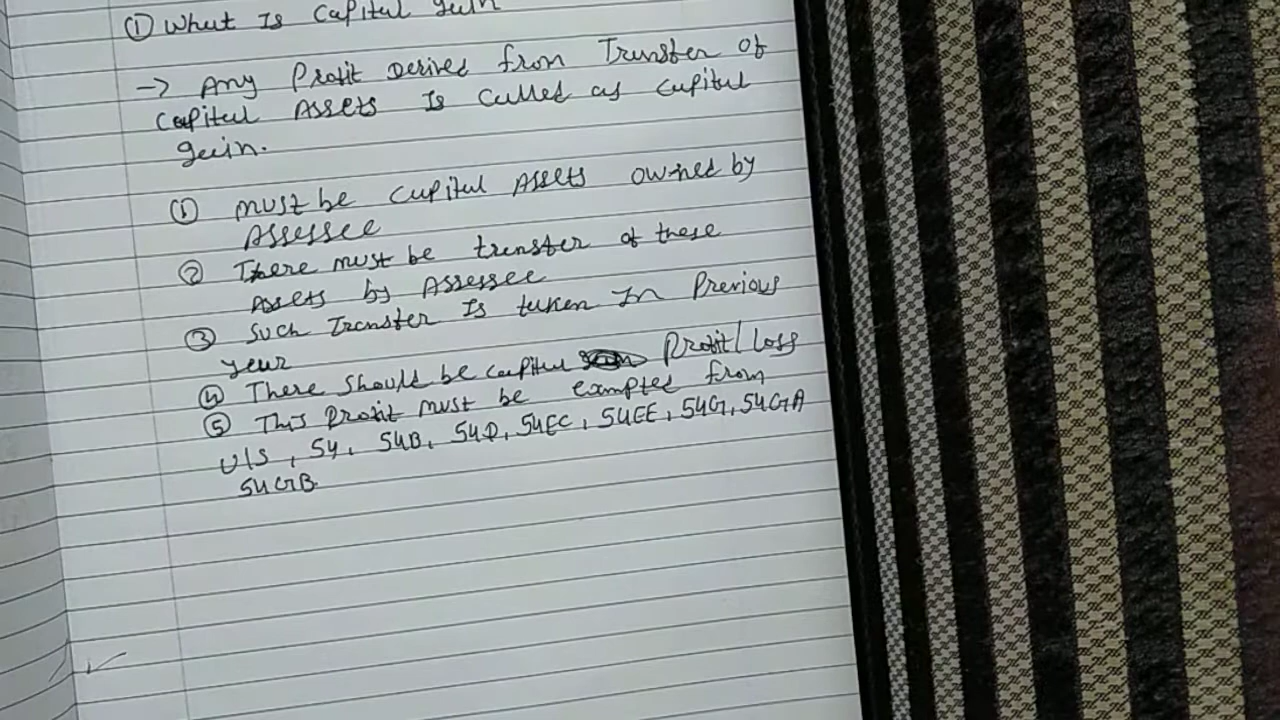 ① What Is Capital gain
→ Any Profit Derived from Transfer of
Capital Assets Is Called as Capital
gain.
① must be Capital Assets owned by
Assessee
② There must be transfer of these
Assets by Assessee
③ Such Transfer Is taken In Previous
year
④ There should be capital Profit/loss
⑤ This Profit must be exampted from
U/S, 54, 54B, 54D, 54EC, 54EE, 54G, 54GA
54GB.